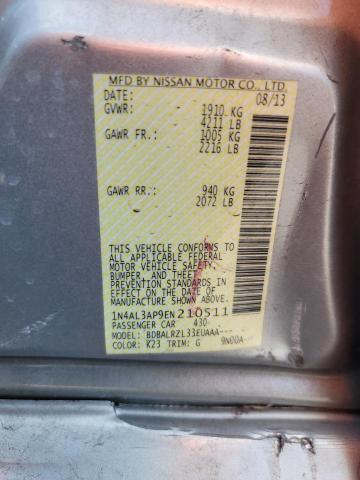 MFD BY NISSAN MOTOR CO., LTD.
DATE: 08/13
GVWR: 1910 KG
4211 LB
GAWR FR: 1005 KG
2216 LB
GAWR RR: 940 KG
2072 LB
THIS VEHICLE CONFORMS TO
ALL APPLICABLE FEDERAL
MOTOR VEHICLE SAFETY,
BUMPER, AND THEFT
PREVENTION STANDARDS IN
EFFECT ON THE DATE OF
MANUFACTURE SHOWN ABOVE.
1N4AL3AP9EN210511
PASSENGER CAR 430-
MODEL: BDBALRZL33EUAAA---
COLOR: K23 TRIM: G 9N00A